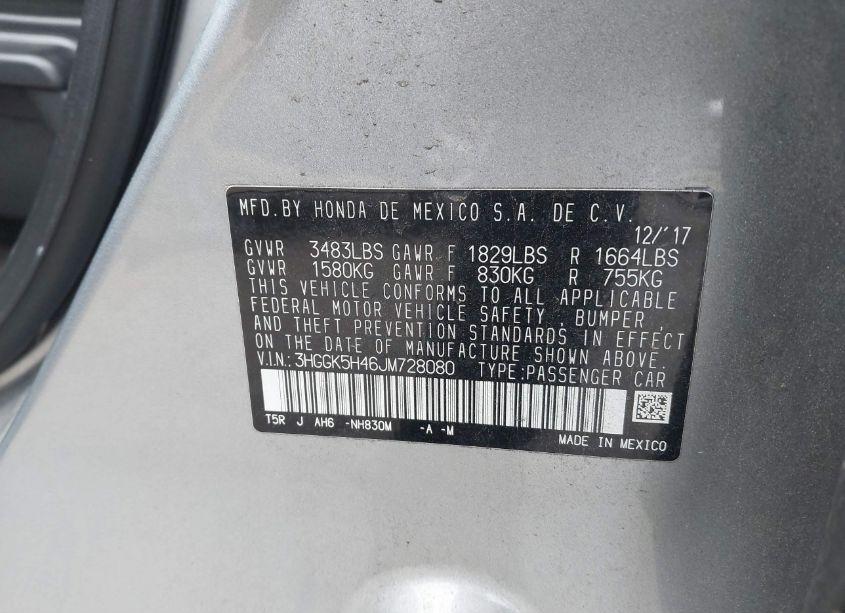 MFD.BY HONDA DE MEXICO S.A. DE C.V.
12/'17
GVWR 3483LBS GAWR F 1829LBS R 1664LBS
GVWR 1580KG GAWR F 830KG R 755KG
THIS VEHICLE CONFORMS TO ALL APPLICABLE
FEDERAL MOTOR VEHICLE SAFETY , BUMPER ,
AND THEFT PREVENTION STANDARDS IN EFFECT
ON THE DATE OF MANUFACTURE SHOWN ABOVE.
V.I.N.: 3HGGK5H46JM728080 TYPE:PASSENGER CAR
T5R J AH6 -NH830M -A -M
MADE IN MEXICO